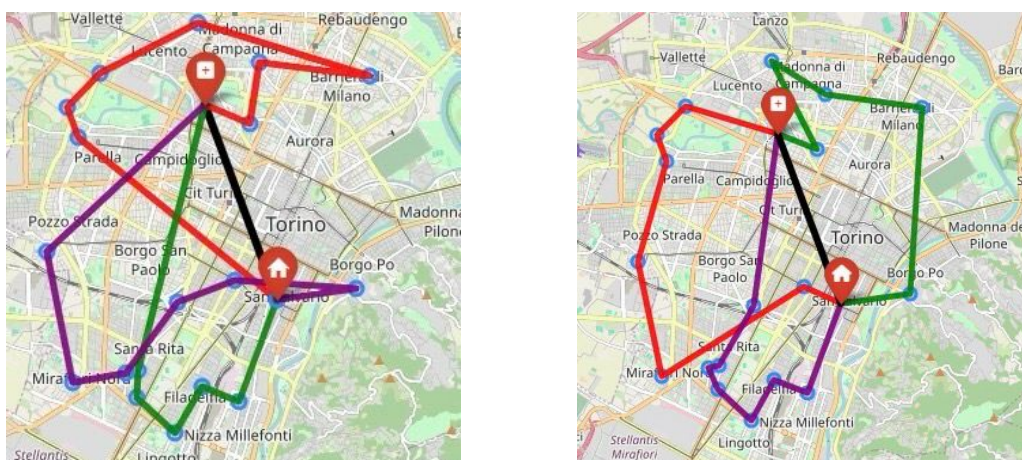 Vallette
Rebaudengo
Madonna di
Campagna
Lucento
Barriera di
Milano
Aurora
Parella
Campidoglio
Cit Turin
Torino
Madonna
Pilone
Pozzo Strada
Borgo San
Paolo
Borgo Po
San Salvario
Santa Rita
Mirafiori Nord
Filadelfia
Nizza Millefonti
Lingotto
Stellantis
Lanzo
Vallette
Rebaudengo
Madonna di
Campagna
Lucento
Barriera di
Milano
Aurora
Parella
Campidoglio
Cit Turin
Torino
Madonna de
Pilone
Pozzo Strada
Borgo San
Paolo
Borgo Po
San Salvario
Santa Rita
Mirafiori Nord
Filadelfia
Nizza Millefonti
Lingotto
Stellantis
Mirafiori